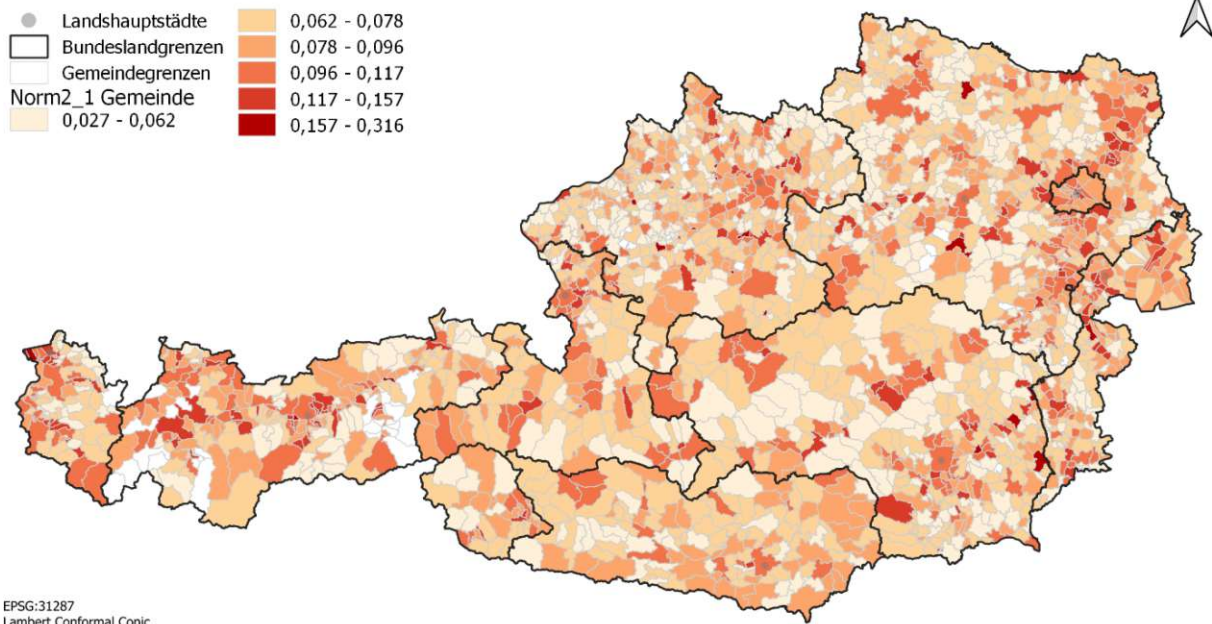 Landshauptstädte
Bundeslandgrenzen
Gemeindegrenzen
Norm2_1 Gemeinde
0,027 - 0,062
0,062 - 0,078
0,078 - 0,096
0,096 - 0,117
0,117 - 0,157
0,157 - 0,316
EPSG:31287
Lambert Conformal Conic